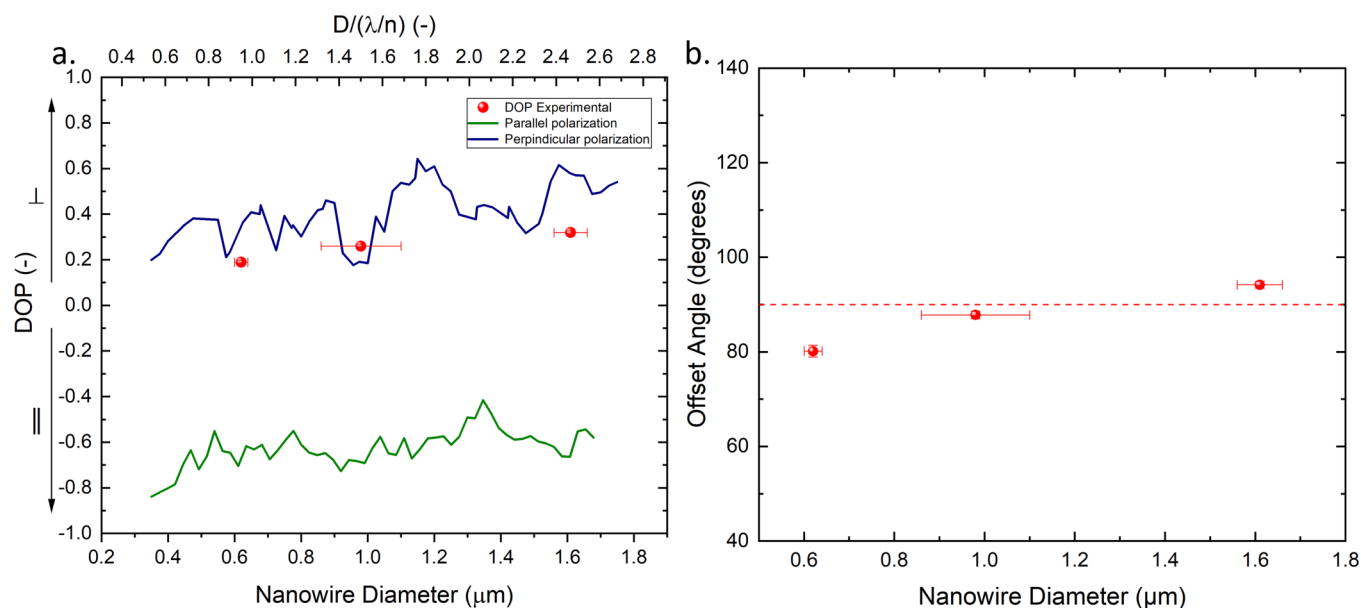 D/(λ/n) (-)
a.
0.4 0.6 0.8 1.0 1.2 1.4 1.6 1.8 2.0 2.2 2.4 2.6 2.8
1.0
0.8
0.6
0.4
0.2
0.0
-0.2
-0.4
-0.6
-0.8
-1.0
DOP (-)
⊥
||
DOP Experimental
Parallel polarization
Perpindicular polarization
0.2 0.4 0.6 0.8 1.0 1.2 1.4 1.6 1.8
Nanowire Diameter (μm)
b.
140
120
100
80
60
40
Offset Angle (degrees)
0.6 0.8 1.0 1.2 1.4 1.6 1.8
Nanowire Diameter (µm)